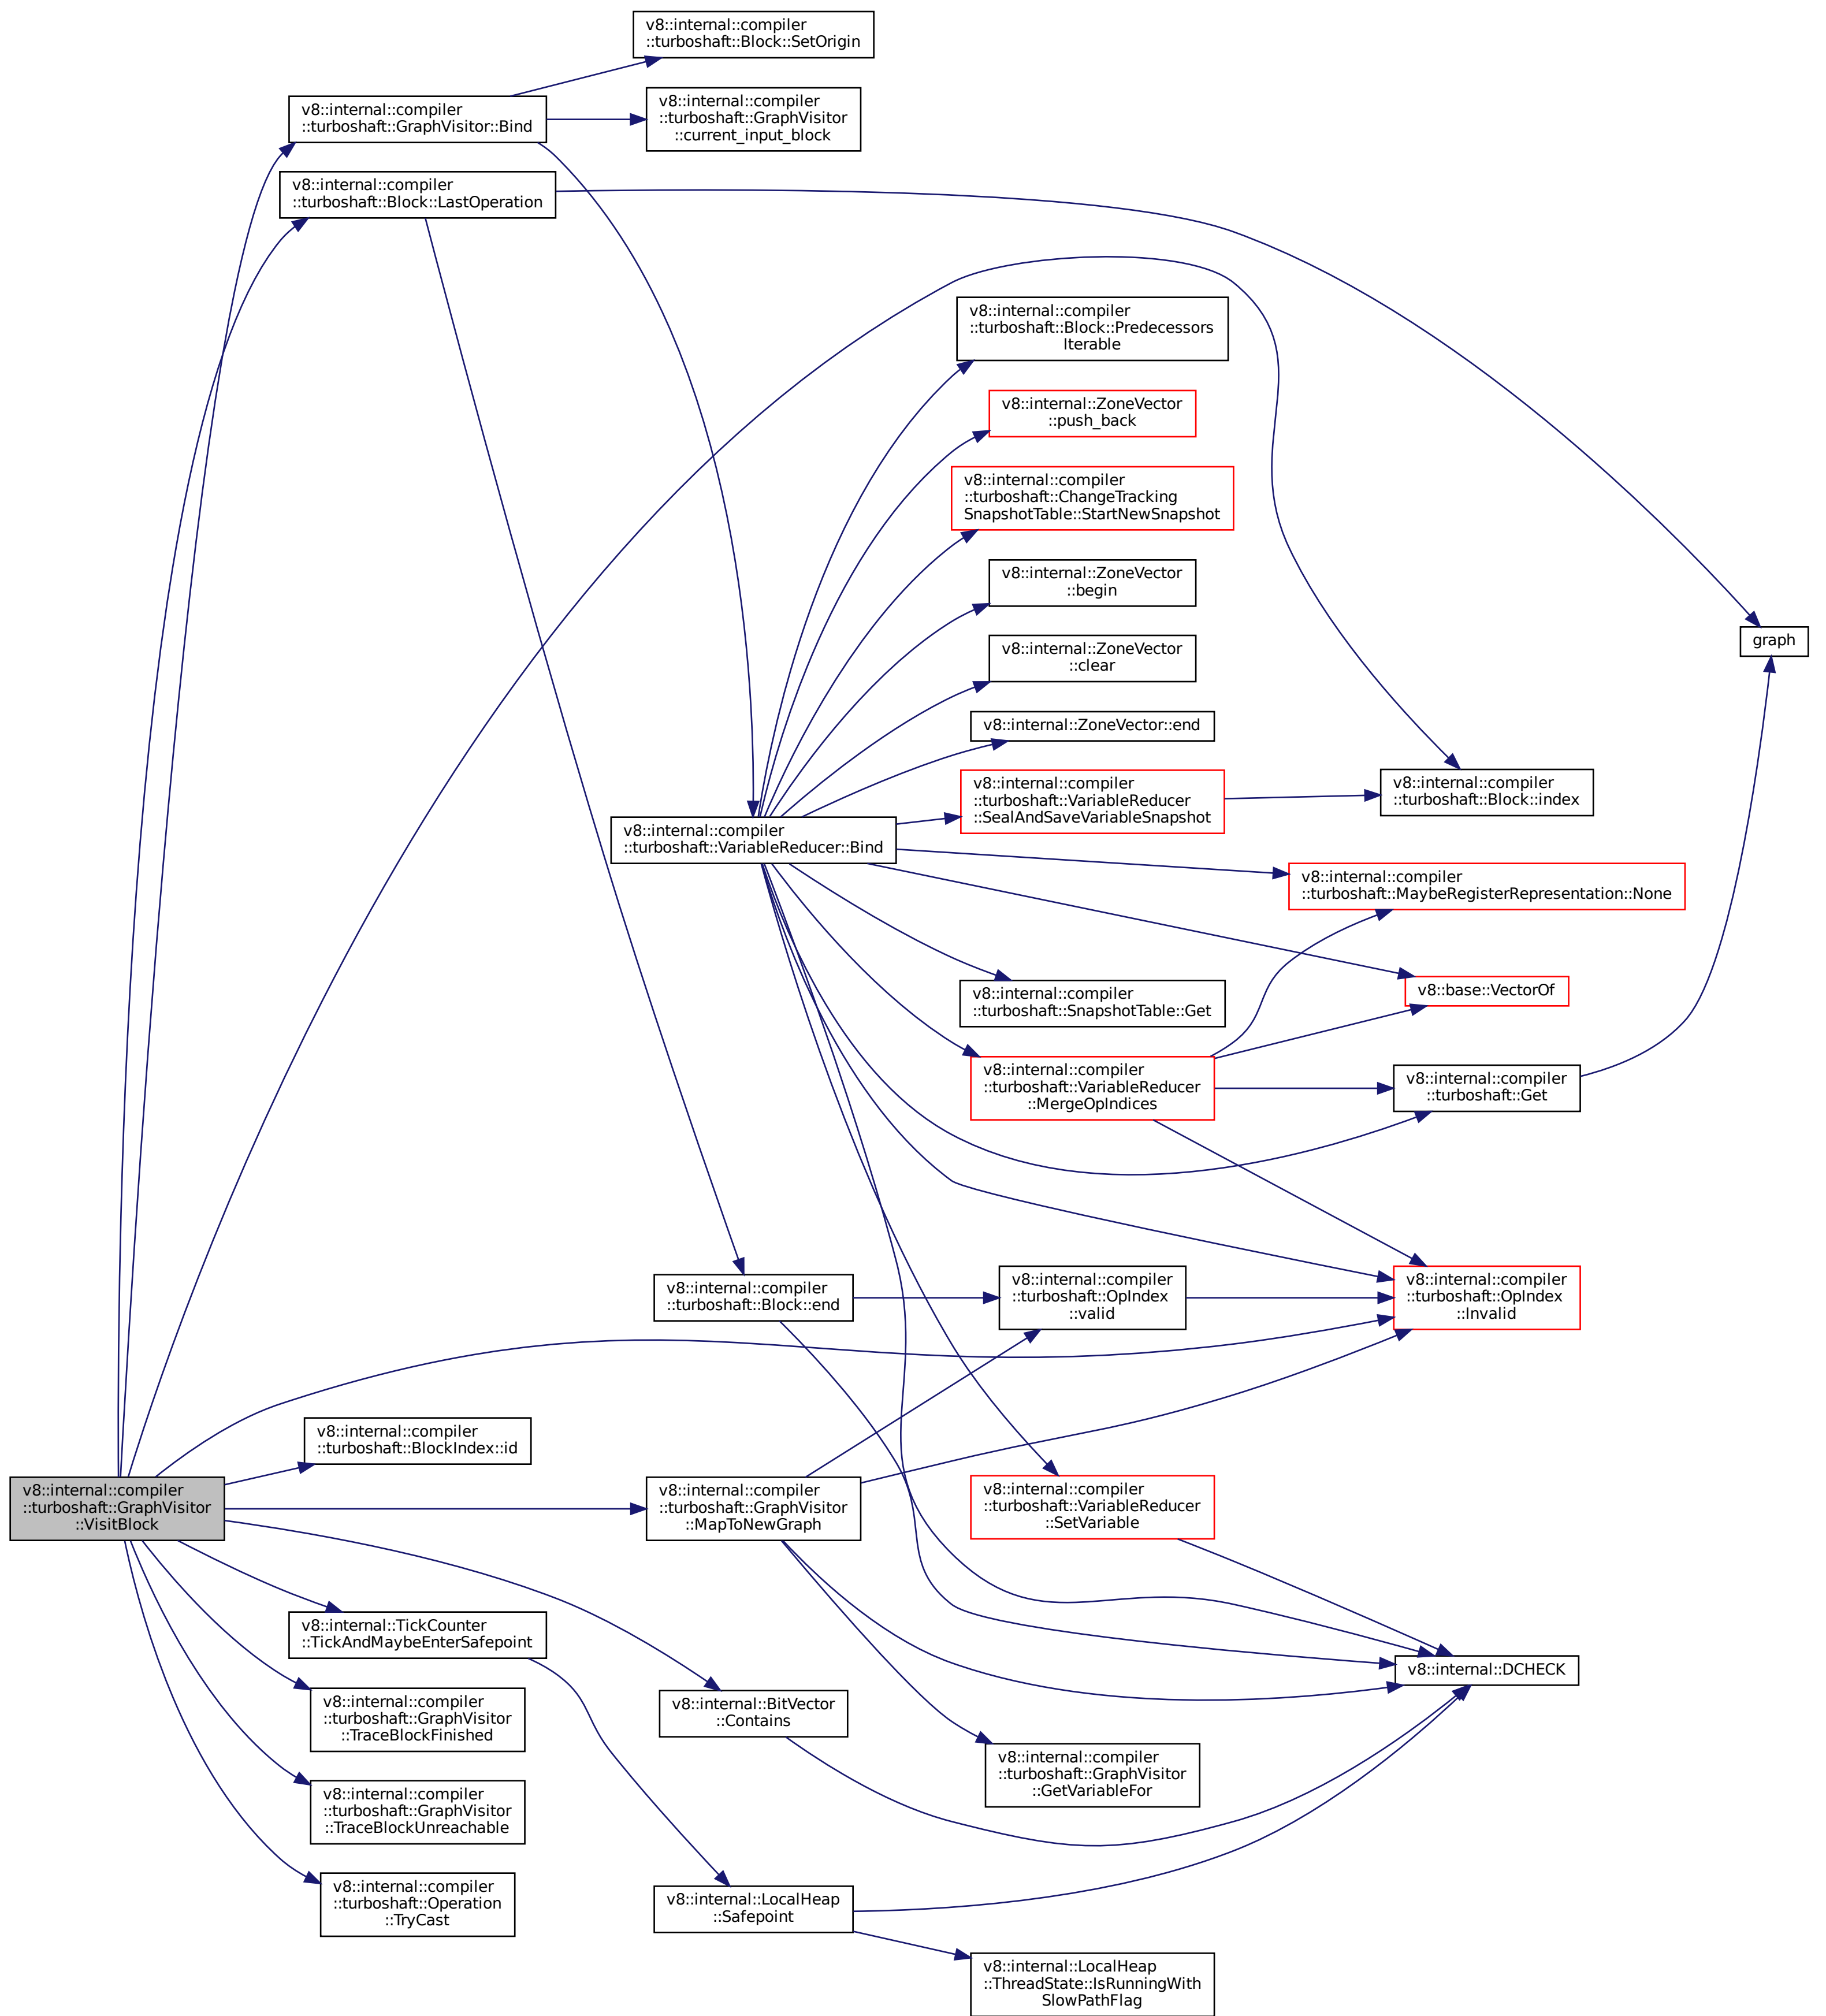 v8::internal::compiler
::turboshaft::Block::SetOrigin
v8::internal::compiler
::turboshaft::GraphVisitor::Bind
v8::internal::compiler
::turboshaft::GraphVisitor
::current_input_block
v8::internal::compiler
::turboshaft::Block::LastOperation
v8::internal::compiler
::turboshaft::Block::Predecessors
Iterable
v8::internal::ZoneVector
::push_back
v8::internal::compiler
::turboshaft::ChangeTracking
SnapshotTable::StartNewSnapshot
v8::internal::ZoneVector
::begin
v8::internal::ZoneVector
::clear
graph
v8::internal::ZoneVector::end
v8::internal::compiler
::turboshaft::VariableReducer
::SealAndSaveVariableSnapshot
v8::internal::compiler
::turboshaft::Block::index
v8::internal::compiler
::turboshaft::VariableReducer::Bind
v8::internal::compiler
::turboshaft::MaybeRegisterRepresentation::None
v8::internal::compiler
::turboshaft::SnapshotTable::Get
v8::base::VectorOf
v8::internal::compiler
::turboshaft::VariableReducer
::MergeOpIndices
v8::internal::compiler
::turboshaft::Get
v8::internal::compiler
::turboshaft::Block::end
v8::internal::compiler
::turboshaft::OpIndex
::valid
v8::internal::compiler
::turboshaft::OpIndex
::Invalid
v8::internal::compiler
::turboshaft::BlockIndex::id
v8::internal::compiler
::turboshaft::GraphVisitor
::VisitBlock
v8::internal::compiler
::turboshaft::GraphVisitor
::MapToNewGraph
v8::internal::compiler
::turboshaft::VariableReducer
::SetVariable
v8::internal::TickCounter
::TickAndMaybeEnterSafepoint
v8::internal::DCHECK
v8::internal::compiler
::turboshaft::GraphVisitor
::TraceBlockFinished
v8::internal::BitVector
::Contains
v8::internal::compiler
::turboshaft::GraphVisitor
::GetVariableFor
v8::internal::compiler
::turboshaft::GraphVisitor
::TraceBlockUnreachable
v8::internal::compiler
::turboshaft::Operation
::TryCast
v8::internal::LocalHeap
::Safepoint
v8::internal::LocalHeap
::ThreadState::IsRunningWith
SlowPathFlag